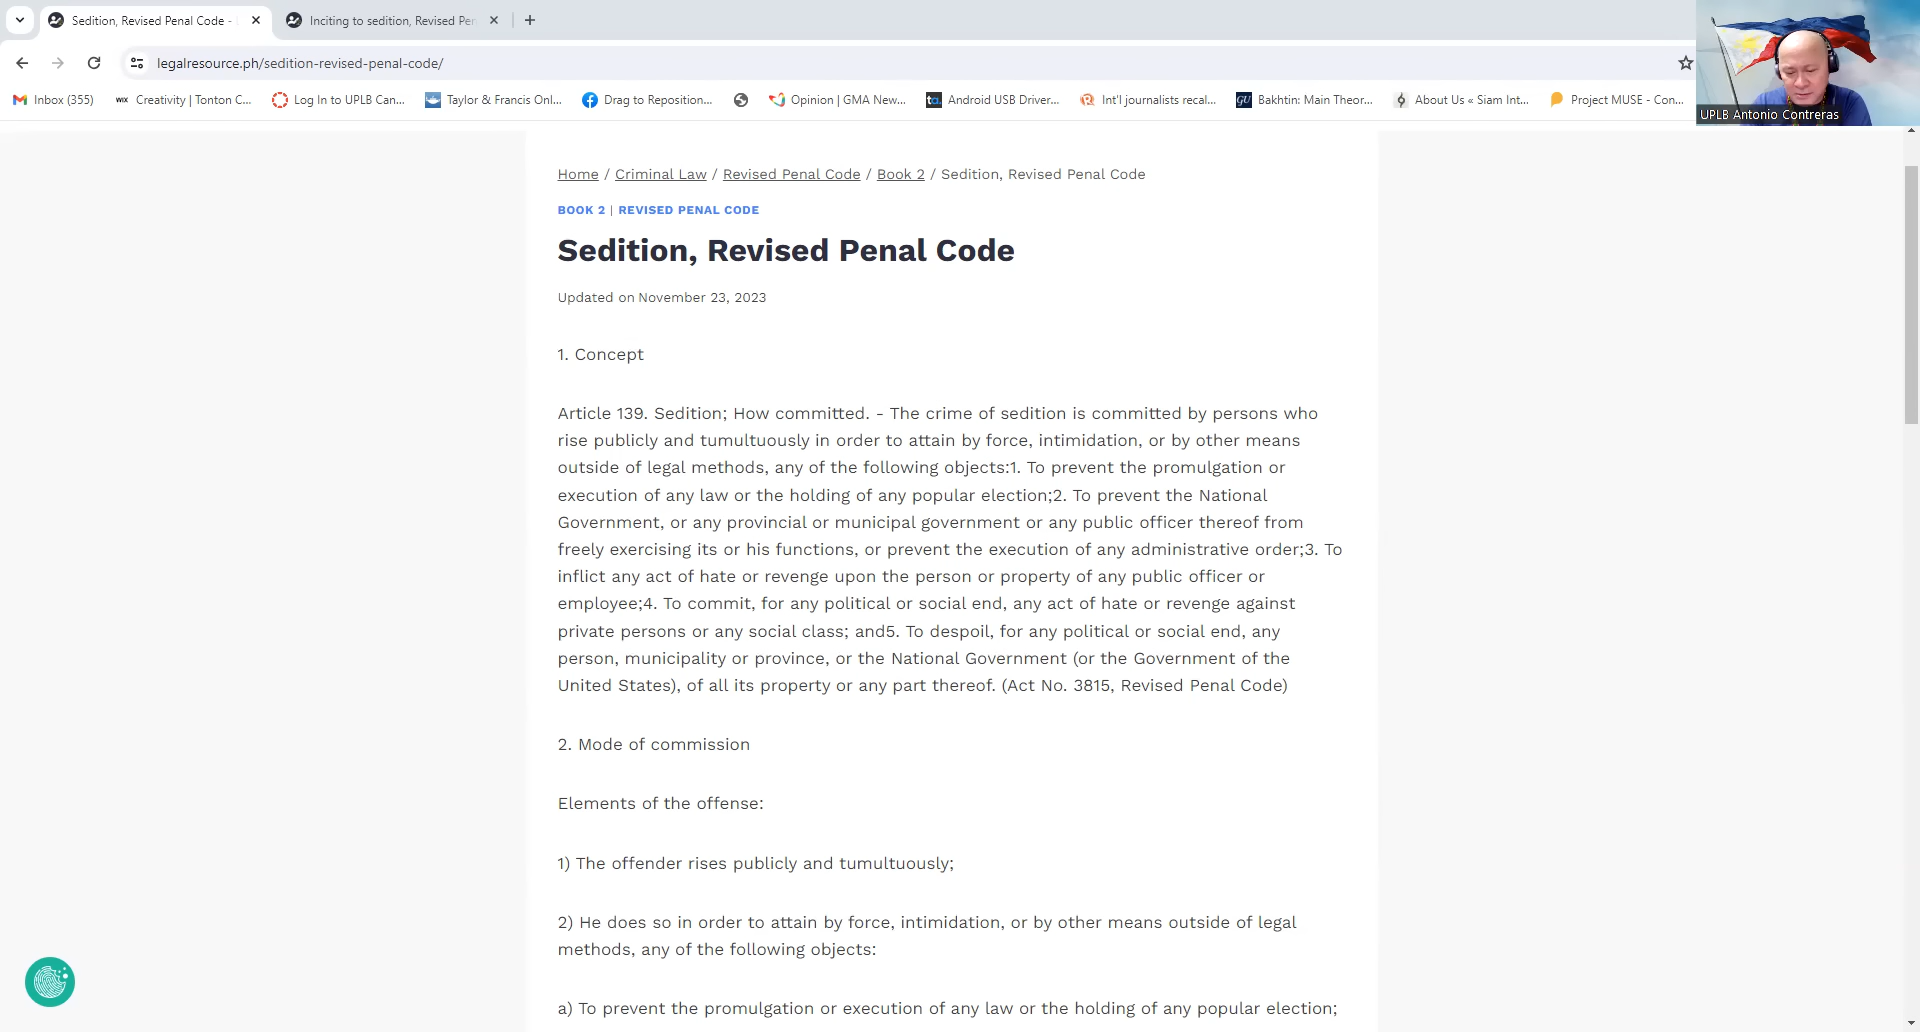 Sedition, Revised Penal Code -
Inciting to sedition, Revised Pen
legalresource.ph/sedition-revised-penal-code/
Inbox (355)
WIX Creativity | Tonton C...
Log In to UPLB Can...
Taylor & Francis Onl...
Drag to Reposition...
Opinion | GMA New...
ta. Android USB Driver...
Int'l journalists recal...
GU Bakhtin: Main Theor...
About Us « Siam Int...
Project MUSE - Con...
UPLB Antonio Contreras
Home / Criminal Law / Revised Penal Code / Book 2 / Sedition, Revised Penal Code
BOOK 2 | REVISED PENAL CODE
Sedition, Revised Penal Code
Updated on November 23, 2023
1. Concept
Article 139. Sedition; How committed. - The crime of sedition is committed by persons who
rise publicly and tumultuously in order to attain by force, intimidation, or by other means
outside of legal methods, any of the following objects:1. To prevent the promulgation or
execution of any law or the holding of any popular election;2. To prevent the National
Government, or any provincial or municipal government or any public officer thereof from
freely exercising its or his functions, or prevent the execution of any administrative order;3. To
inflict any act of hate or revenge upon the person or property of any public officer or
employee;4. To commit, for any political or social end, any act of hate or revenge against
private persons or any social class; and5. To despoil, for any political or social end, any
person, municipality or province, or the National Government (or the Government of the
United States), of all its property or any part thereof. (Act No. 3815, Revised Penal Code)
2. Mode of commission
Elements of the offense:
1) The offender rises publicly and tumultuously;
2) He does so in order to attain by force, intimidation, or by other means outside of legal
methods, any of the following objects:
a) To prevent the promulgation or execution of any law or the holding of any popular election;